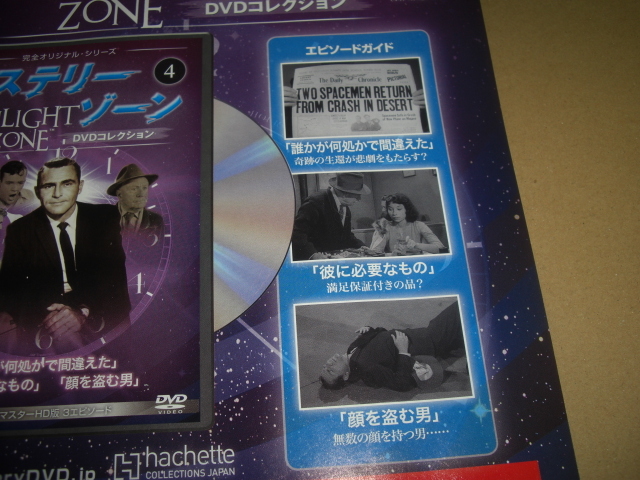 ZONE
DVDコレクション
完全オリジナル・シリーズ
ステリー
4
LIGHT
ゾーン
ZONE
DVDコレクション
が何処かで間違えた」
なもの」 「顔を盗む男」
マスターHD版 3エピソード
DVD
VIDEO
エピソードガイド
The Daily Chronicle
TWO SPACEMEN RETURN
FROM CRASH IN DESERT
「誰かが何処かで間違えた」
奇跡の生還が悲劇をもたらす?
「彼に必要なもの」
満足保証付きの品?
「顔を盗む男」
無数の顔を持つ男……
DVD.jp
hachette
COLLECTIONS JAPAN